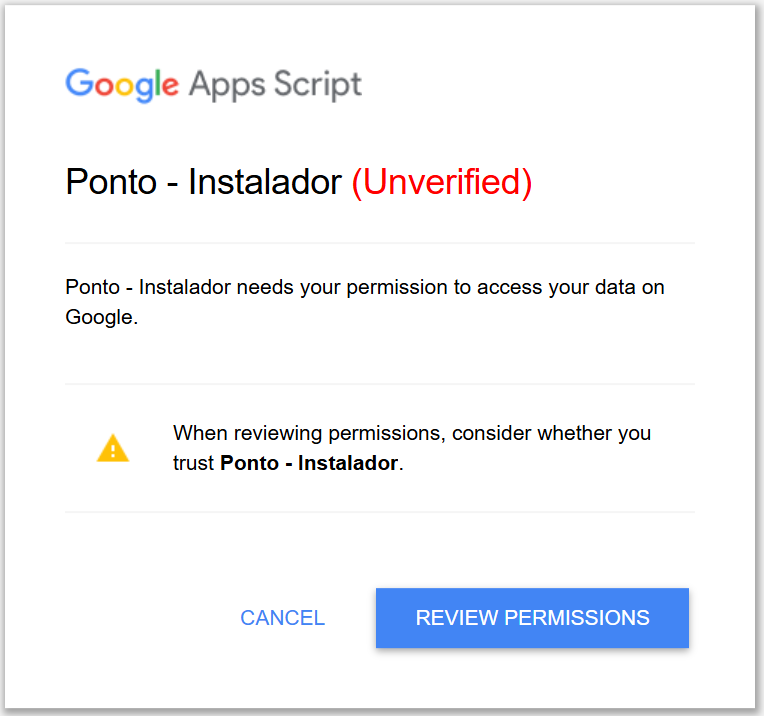 Google Apps Script
Ponto - Instalador (Unverified)
Ponto - Instalador needs your permission to access your data on
Google.
When reviewing permissions, consider whether you
trust Ponto - Instalador.
CANCEL
REVIEW PERMISSIONS